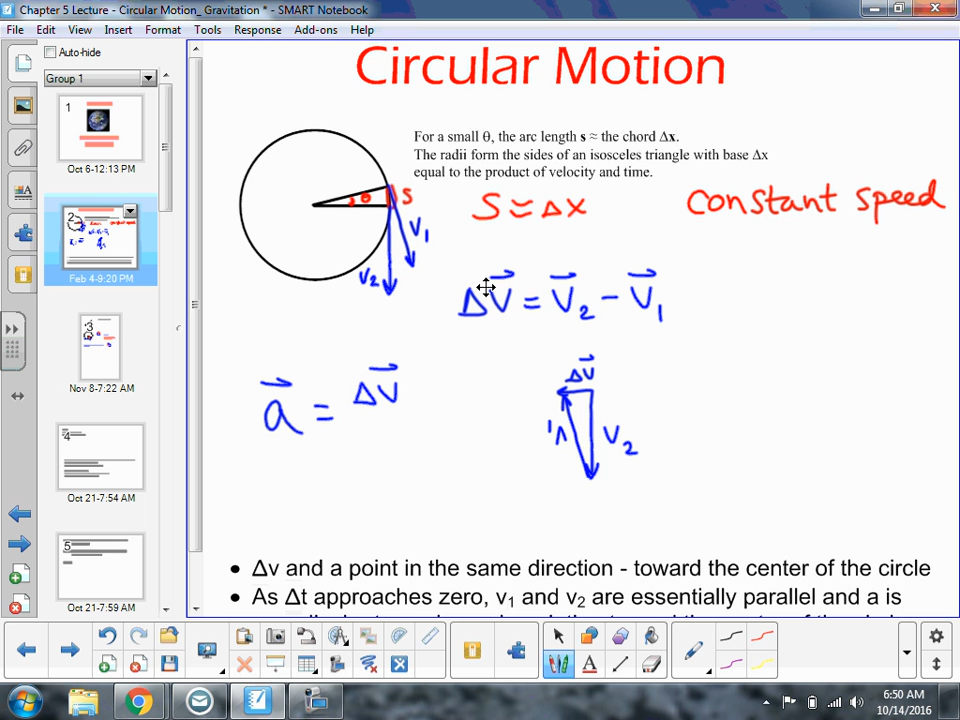 Chapter 5 Lecture - Circular Motion_ Gravitation * - SMART Notebook
File Edit View Insert Format Tools Response Add-ons Help
Auto-hide
Group 1
1
Oct 6-12:13 PM
2
Feb 4-9:20 PM
3
Nov 8-7:22 AM
4
Oct 21-7:54 AM
5
Oct 21-7:59 AM
Circular Motion
For a small θ, the arc length s ≈ the chord Δx.
The radii form the sides of an isosceles triangle with base Δx
equal to the product of velocity and time.
θ S
V1
V2
S ≈ Δx constant speed
ΔV⃗ = V⃗2 - V⃗1
a⃗ = ΔV⃗
ΔV⃗
V1 V2
• Δv and a point in the same direction - toward the center of the circle
• As Δt approaches zero, v1 and v2 are essentially parallel and a is
6:50 AM
10/14/2016